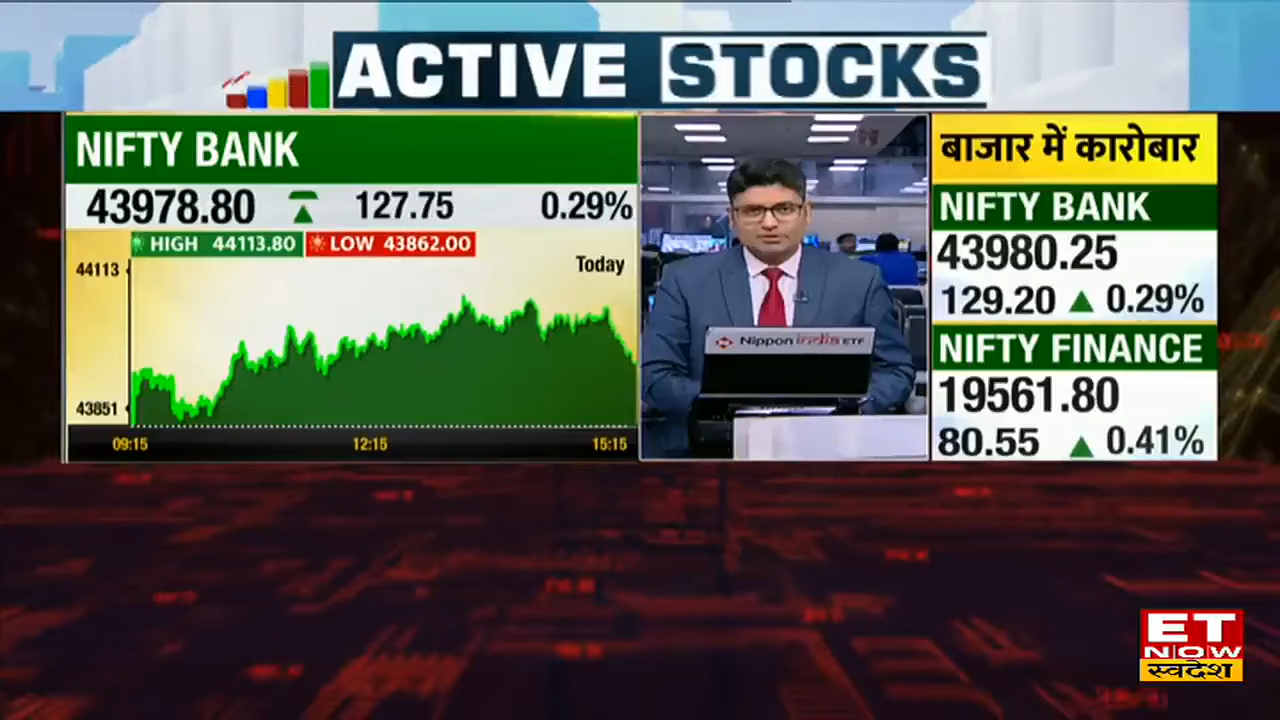 ACTIVE STOCKS
NIFTY BANK
43978.80 127.75 0.29%
HIGH 44113.80 LOW 43862.00
Today
44113
43851
09:15 12:15 15:15
Nippon india ETF
बाजार में कारोबार
NIFTY BANK
43980.25
129.20 0.29%
NIFTY FINANCE
19561.80
80.55 0.41%
ET
NOW
स्वदेश